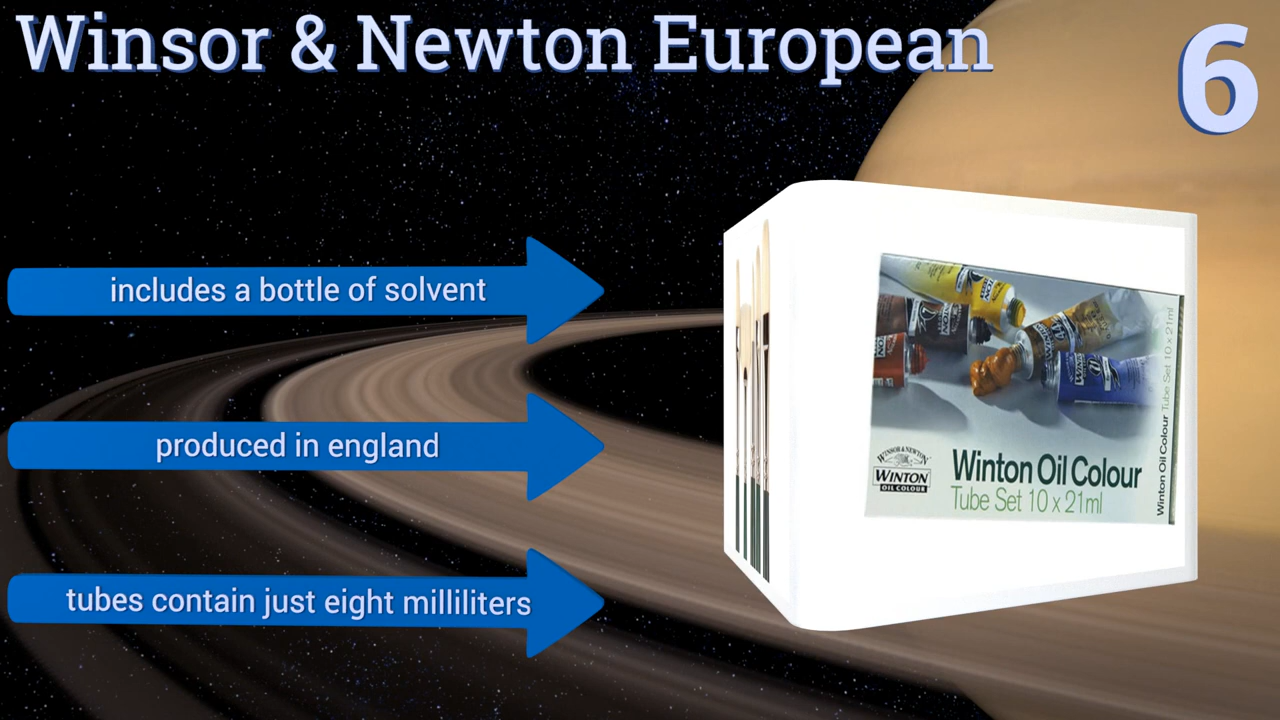 Winsor & Newton European
6
includes a bottle of solvent
produced in england
tubes contain just eight milliliters
WINSOR & NEWTON
WINTON
OIL COLOUR
Winton Oil Colour
Tube Set 10 x 21ml
Winton Oil Colour Tube Set 10 x 21ml